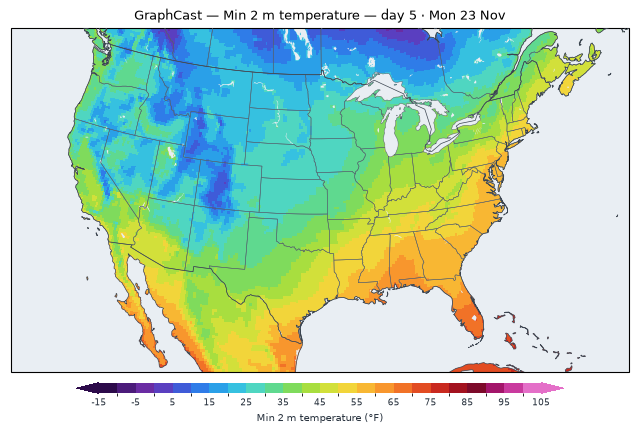 GraphCast — Min 2 m temperature — day 5 · Mon 23 Nov
-15 -5 5 15 25 35 45 55 65 75 85 95 105
Min 2 m temperature (°F)